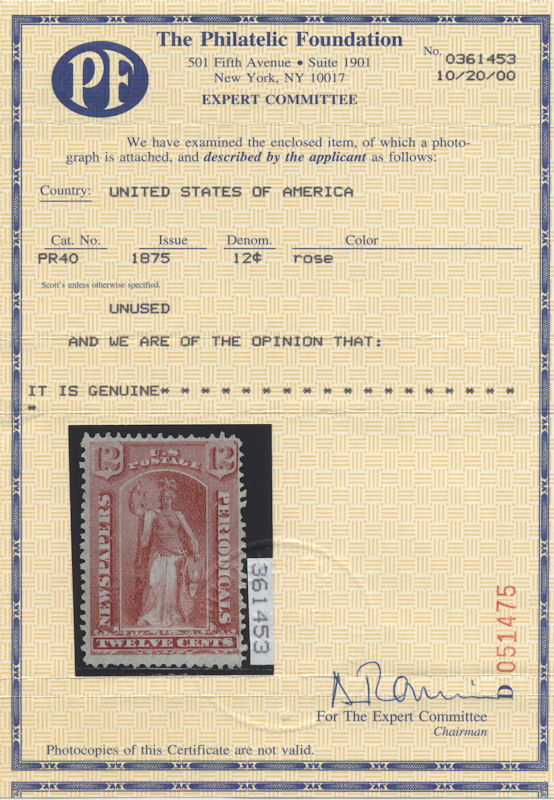 PF
The Philatelic Foundation
501 Fifth Avenue • Suite 1901
New York, NY 10017
EXPERT COMMITTEE
No. 0361453
10/20/00
We have examined the enclosed item, of which a photo-
graph is attached, and described by the applicant as follows:
Country: UNITED STATES OF AMERICA
Cat. No. Issue Denom. Color
PR40 1875 12¢ rose
Scott's unless otherwise specified.
UNUSED
AND WE ARE OF THE OPINION THAT:
IT IS GENUINE* * * * * * * * * * * * * * * * * *
*
12 U.S. 12
POSTAGE
NEWSPAPERS
PERIODICALS
TWELVE CENTS
361453
D 051475
For The Expert Committee
Chairman
Photocopies of this Certificate are not valid.